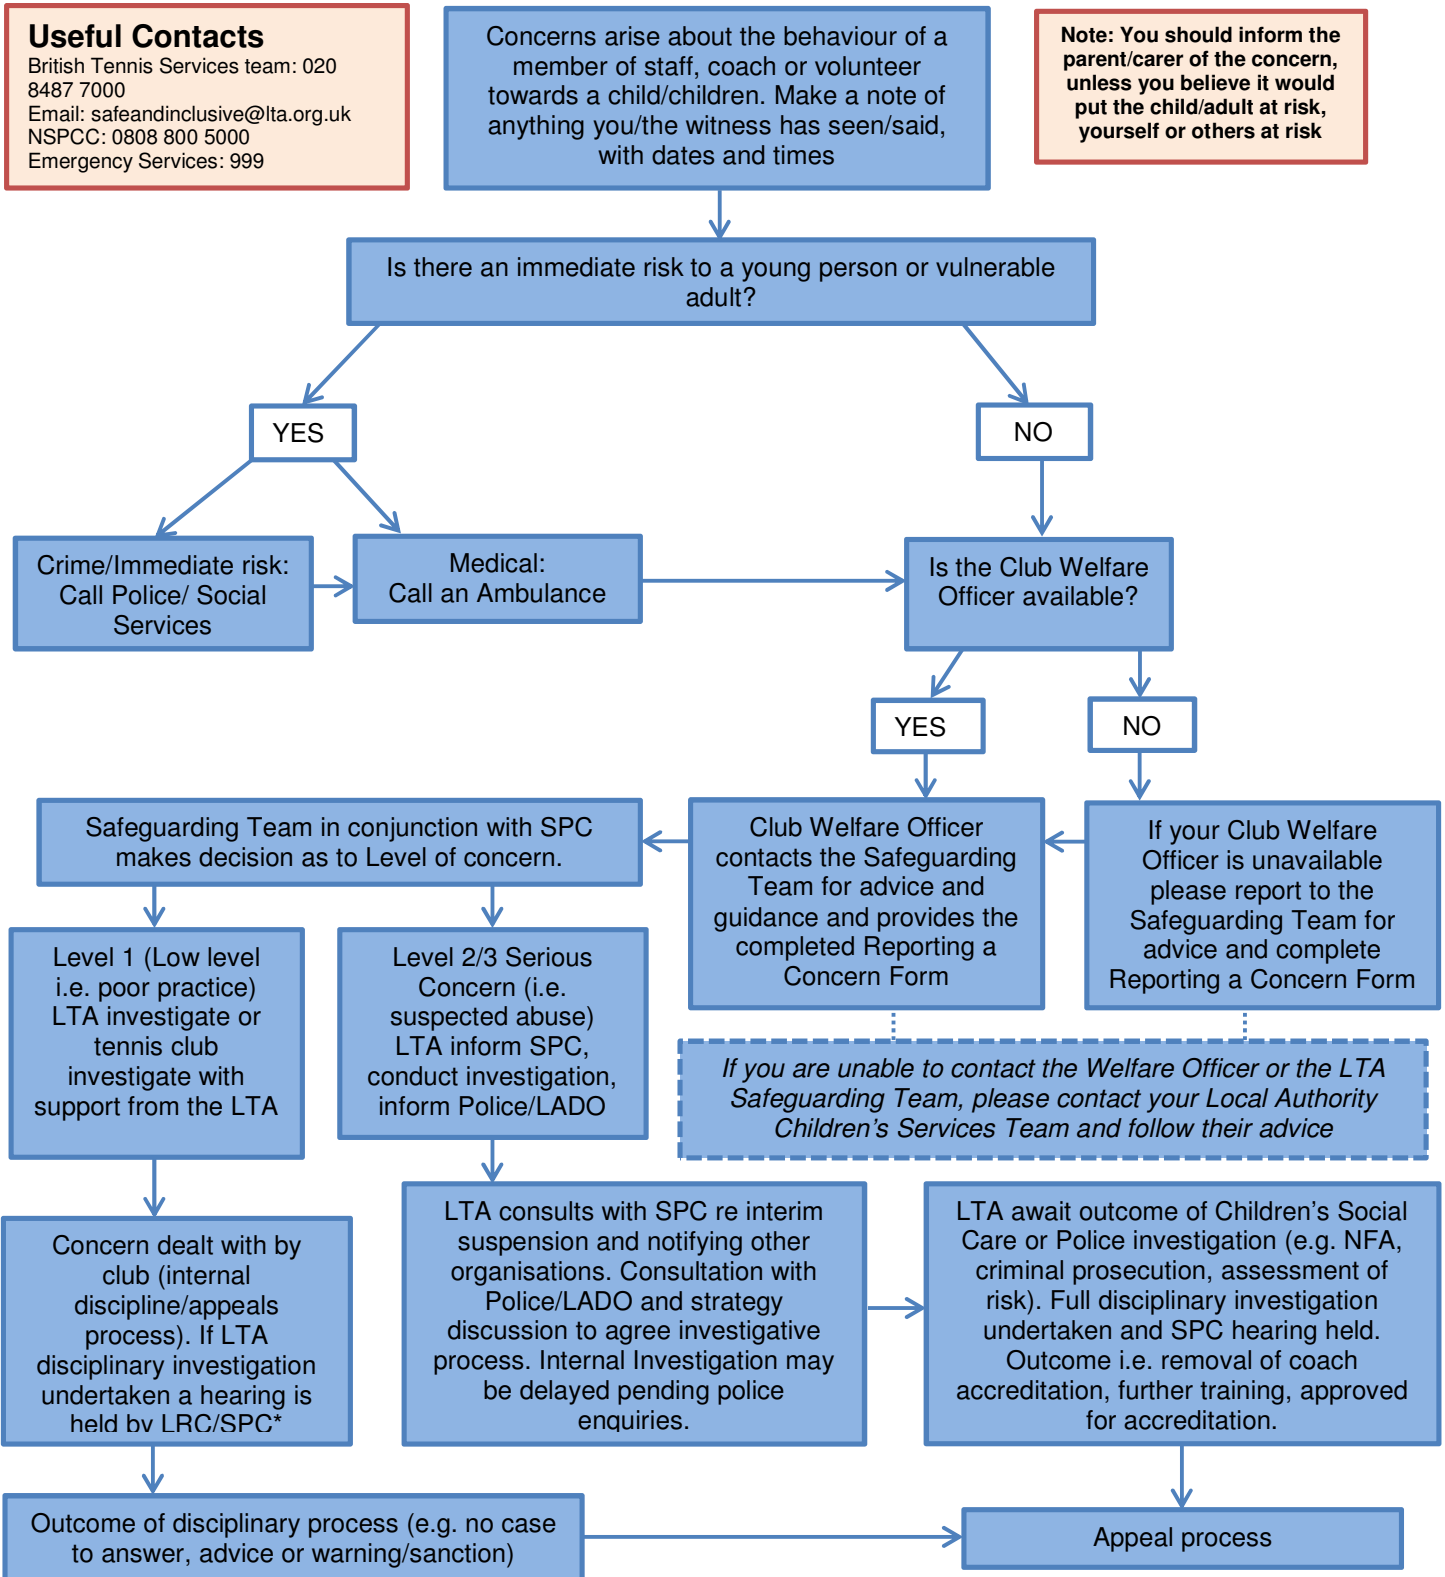 Useful Contacts
British Tennis Services team: 020
8487 7000
Email: safeandinclusive@lta.org.uk
NSPCC: 0808 800 5000
Emergency Services: 999
Concerns arise about the behaviour of a
member of staff, coach or volunteer
towards a child/children. Make a note of
anything you/the witness has seen/said,
with dates and times
Note: You should inform the
parent/carer of the concern,
unless you believe it would
put the child/adult at risk,
yourself or others at risk
Is there an immediate risk to a young person or vulnerable
adult?
YES
NO
Crime/Immediate risk:
Call Police/ Social
Services
Medical:
Call an Ambulance
Is the Club Welfare
Officer available?
YES
NO
Safeguarding Team in conjunction with SPC
makes decision as to Level of concern.
Club Welfare Officer
contacts the Safeguarding
Team for advice and
guidance and provides the
completed Reporting a
Concern Form
If your Club Welfare
Officer is unavailable
please report to the
Safeguarding Team for
advice and complete
Reporting a Concern Form
Level 1 (Low level
i.e. poor practice)
LTA investigate or
tennis club
investigate with
support from the LTA
Level 2/3 Serious
Concern (i.e.
suspected abuse)
LTA inform SPC,
conduct investigation,
inform Police/LADO
If you are unable to contact the Welfare Officer or the LTA
Safeguarding Team, please contact your Local Authority
Children's Services Team and follow their advice
Concern dealt with by
club (internal
discipline/appeals
process). If LTA
disciplinary investigation
undertaken a hearing is
held by LRC/SPC*
LTA consults with SPC re interim
suspension and notifying other
organisations. Consultation with
Police/LADO and strategy
discussion to agree investigative
process. Internal Investigation may
be delayed pending police
enquiries.
LTA await outcome of Children's Social
Care or Police investigation (e.g. NFA,
criminal prosecution, assessment of
risk). Full disciplinary investigation
undertaken and SPC hearing held.
Outcome i.e. removal of coach
accreditation, further training, approved
for accreditation.
Outcome of disciplinary process (e.g. no case
to answer, advice or warning/sanction)
Appeal process